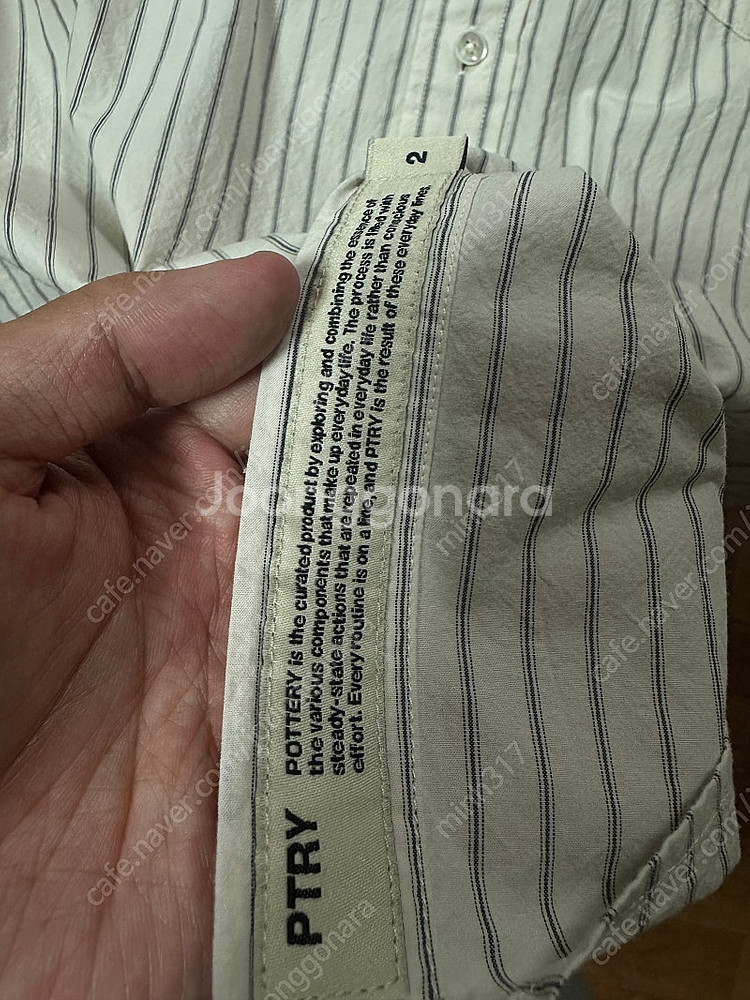 2
PTRY
POTTERY is the curated product by exploring and combining the essence of
the various components that make up everyday life. The process is lified with
steady-state actions that are repeated in everyday life rather than conscious
effort. Every routine is on a line, and PTRY is the result of these everyday lines.
Joonggonara
cafe.naver.com/joonggonara
minw317